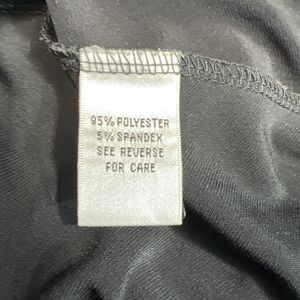 95% POLYESTER
5% SPANDEX
SEE REVERSE
FOR CARE